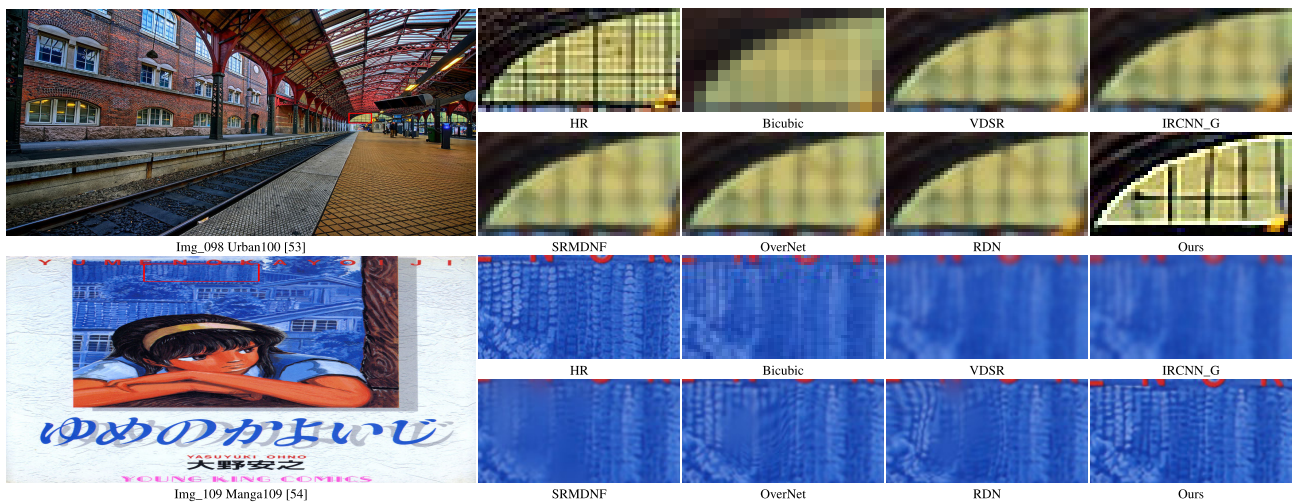 HR
Bicubic
VDSR
IRCNN_G
SRMDNF
OverNet
RDN
Ours
Img_098 Urban100 [53]
YUMENOKAYOIJI
ゆめのかよいじ
YASUYUKI OHNO
大野安之
YOUNG KING COMICS
Img_109 Manga109 [54]
HR
Bicubic
VDSR
IRCNN_G
SRMDNF
OverNet
RDN
Ours